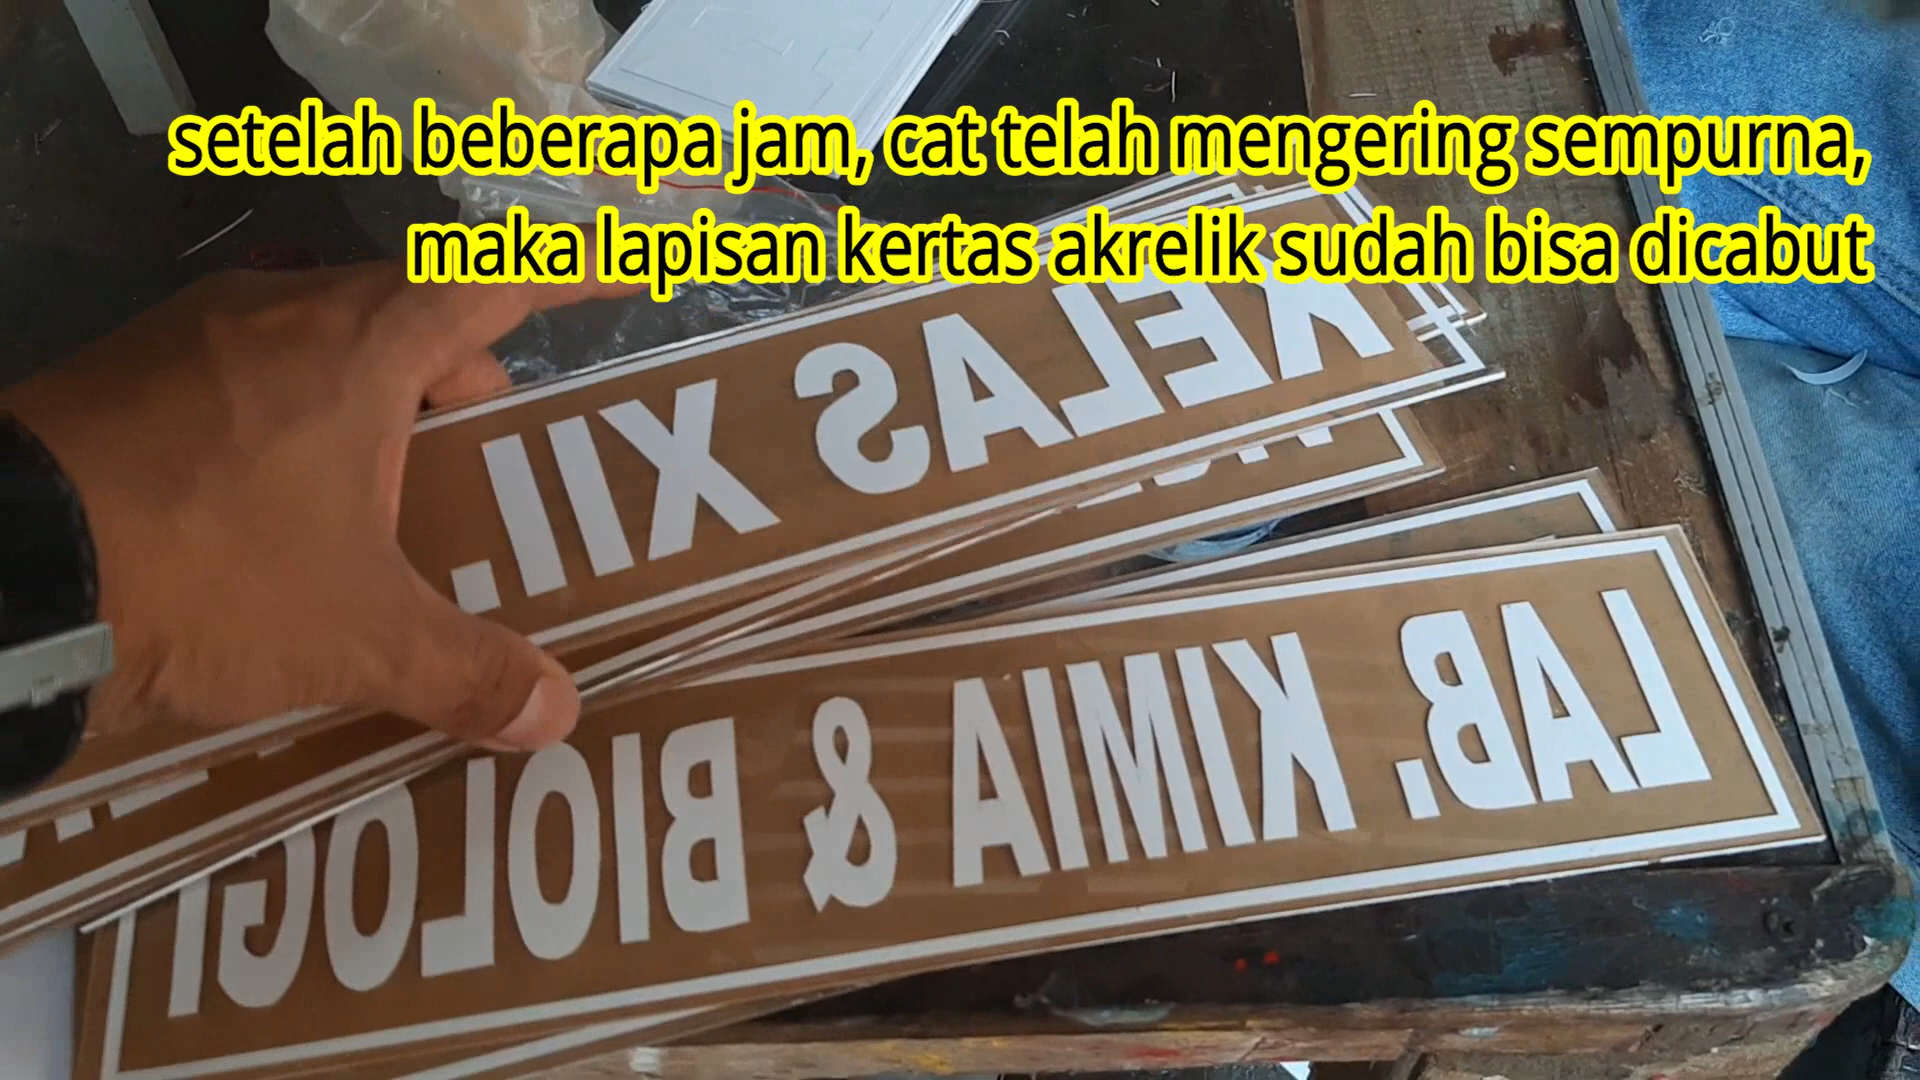 setelah beberapa jam, cat telah mengering sempurna,
maka lapisan kertas akrelik sudah bisa dicabut
KELAS XII.
LAB. KIMIA & BIOLOGI